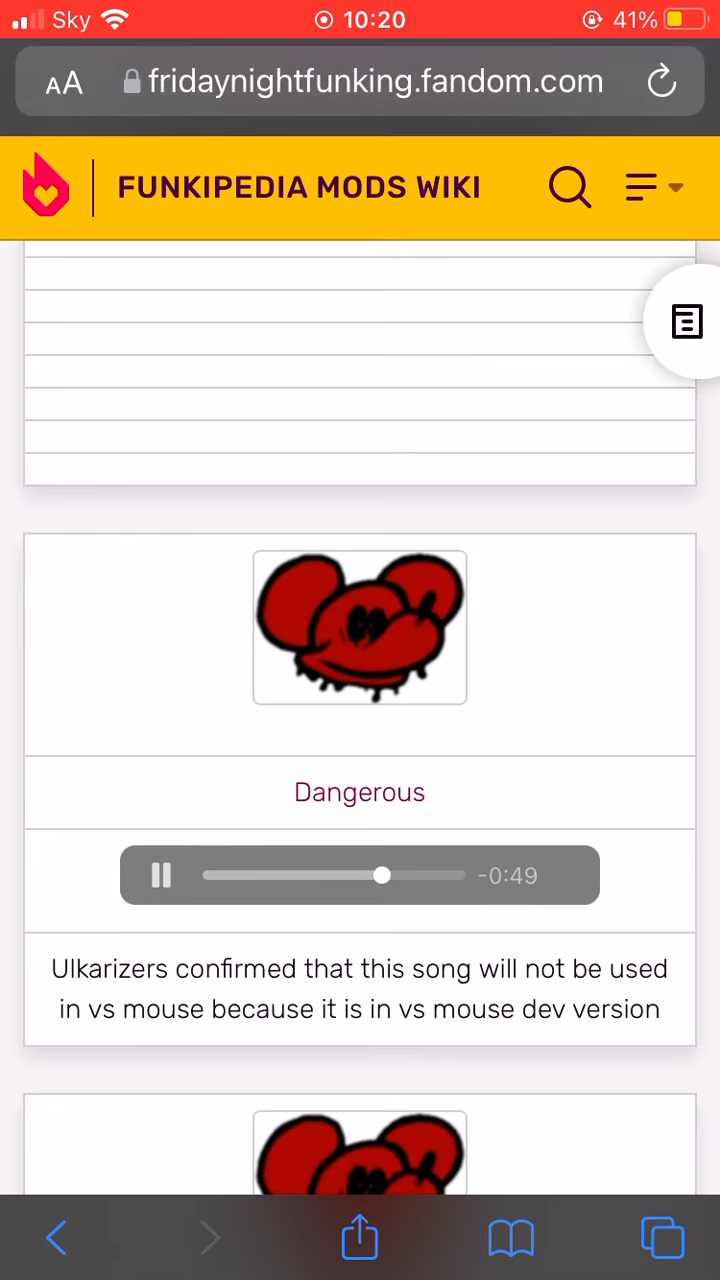 Sky 10:20 41%
AA fridaynightfunking.fandom.com
FUNKIPEDIA MODS WIKI
Dangerous
-0:49
Ulkarizers confirmed that this song will not be used
in vs mouse because it is in vs mouse dev version